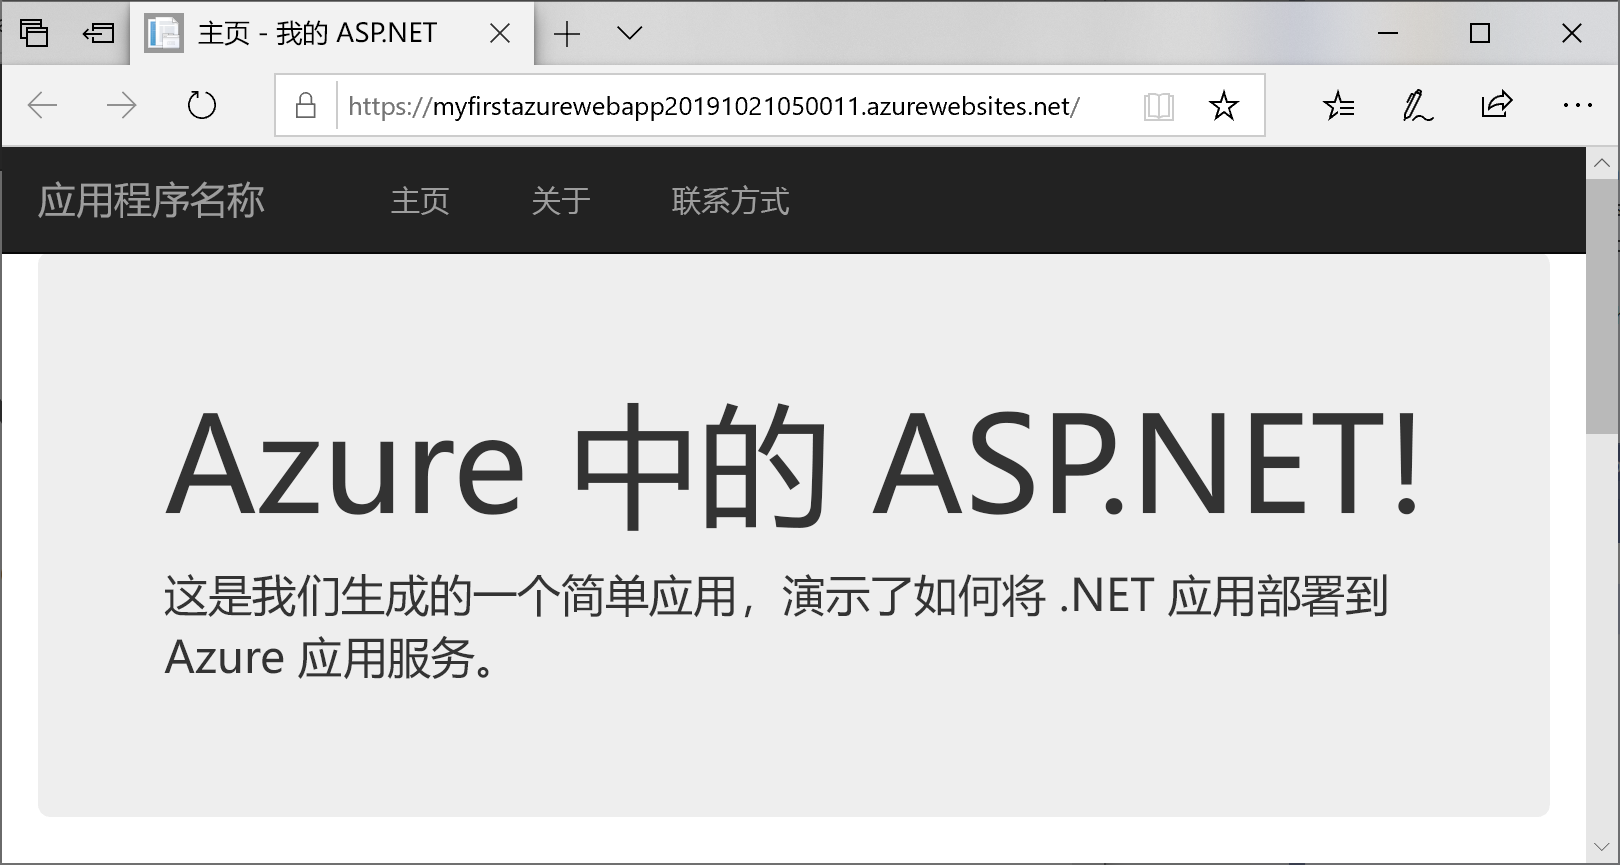 主页 - 我的 ASP.NET
https://myfirstazurewebapp20191021050011.azurewebsites.net/
应用程序名称 主页 关于 联系方式
Azure 中的 ASP.NET!
这是我们生成的一个简单应用，演示了如何将 .NET 应用部署到
Azure 应用服务。